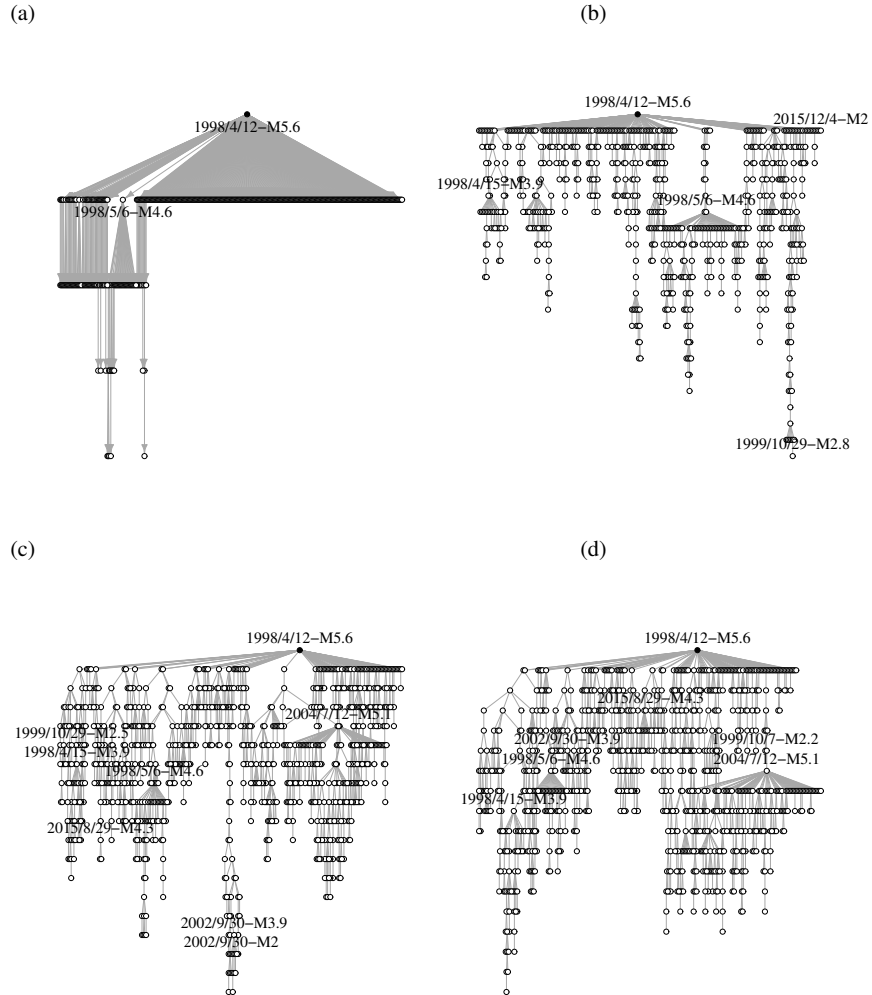 (a)
(b)
1998/4/12−M5.6
1998/5/6−M4.6
1998/4/12−M5.6
2015/12/4−M2
1998/4/15−M3.9
1998/5/6−M4.6
1999/10/29−M2.8
(c)
(d)
1998/4/12−M5.6
2004/7/12−M5.1
1999/10/29−M2.5
1998/4/15−M3.9
1998/5/6−M4.6
2015/8/29−M4.3
2002/9/30−M3.9
2002/9/30−M2
1998/4/12−M5.6
2015/8/29−M4.3
2002/9/30−M3.9
1999/10/7−M2.2
1998/5/6−M4.6
2004/7/12−M5.1
1998/4/15−M3.9